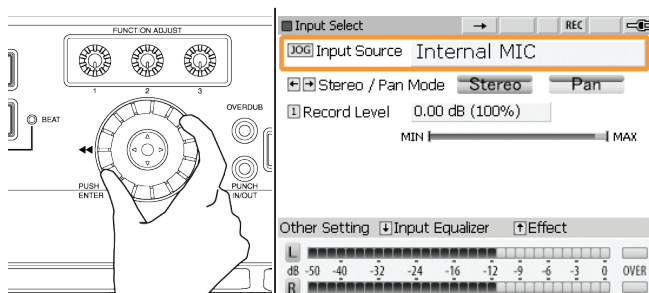 FUNCTION ADJUST
1 2 3
BEAT
OVERDUB
PUSH
ENTER
PUNCH
IN/OUT
Input Select → REC
JOG Input Source Internal MIC
←→ Stereo / Pan Mode Stereo Pan
1 Record Level 0.00 dB (100%)
MIN MAX
Other Setting ↓ Input Equalizer ↑ Effect
L
dB -50 -40 -32 -24 -16 -12 -9 -6 -3 0 OVER
R